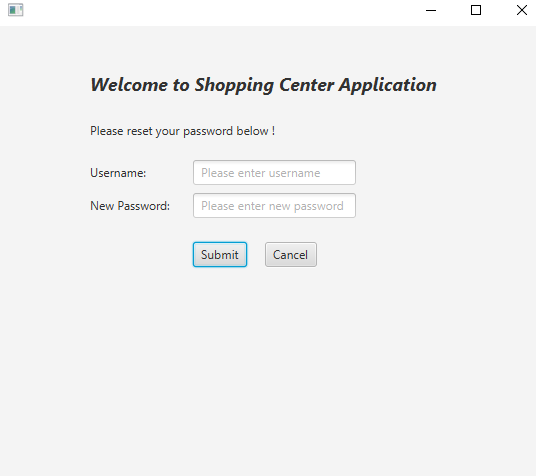 Welcome to Shopping Center Application
Please reset your password below !
Username: Please enter username
New Password: Please enter new password
Submit Cancel